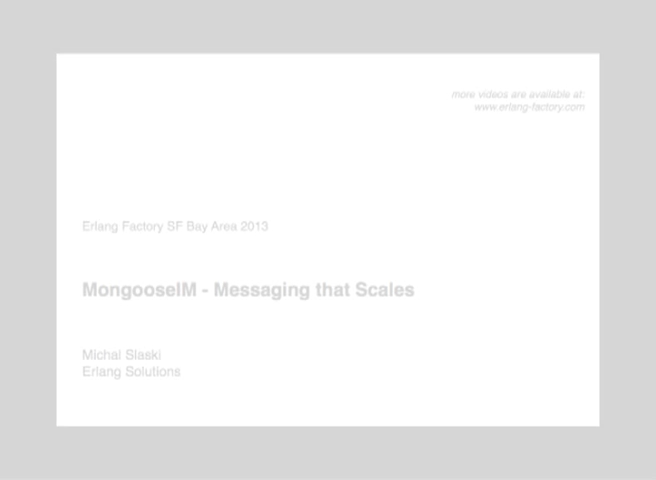 more videos are available at:
www.erlang-factory.com
Erlang Factory SF Bay Area 2013
MongooseIM - Messaging that Scales
Michal Slaski
Erlang Solutions